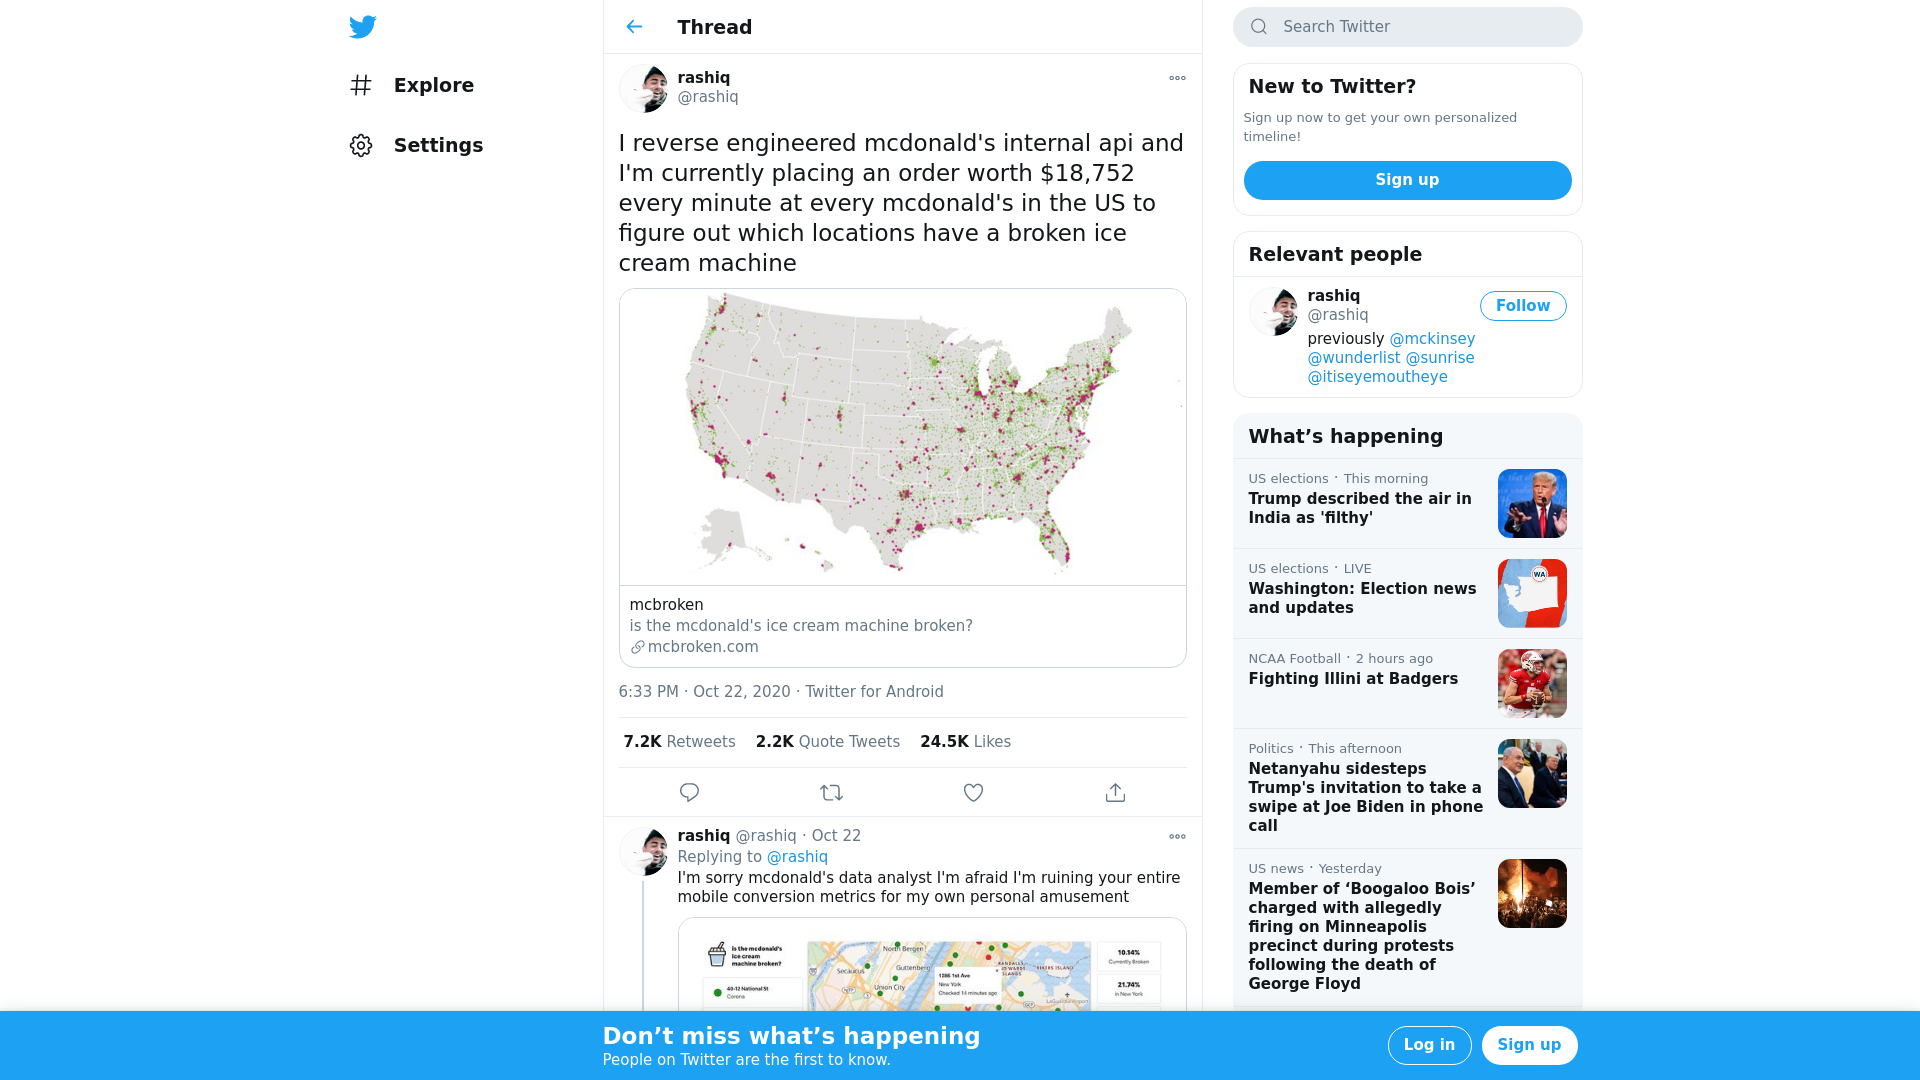 Explore
Settings
Thread
rashiq
@rashiq
I reverse engineered mcdonald's internal api and
I'm currently placing an order worth $18,752
every minute at every mcdonald's in the US to
figure out which locations have a broken ice
cream machine
mcbroken
is the mcdonald's ice cream machine broken?
mcbroken.com
6:33 PM · Oct 22, 2020 · Twitter for Android
7.2K Retweets 2.2K Quote Tweets 24.5K Likes
rashiq @rashiq · Oct 22
Replying to @rashiq
I'm sorry mcdonald's data analyst I'm afraid I'm ruining your entire
mobile conversion metrics for my own personal amusement
is the mcdonald's
ice cream
machine broken?
40-12 National St
Corona
North Bergen
Secaucus
Guttenberg
Union City
1286 1st Ave
New York
Checked 14 minutes ago
RIKERS ISLAND
LaGuardia Airport
10.14%
Currently Broken
21.74%
in New York
Search Twitter
New to Twitter?
Sign up now to get your own personalized
timeline!
Sign up
Relevant people
rashiq
@rashiq
Follow
previously @mckinsey
@wunderlist @sunrise
@itiseyemoutheye
What’s happening
US elections · This morning
Trump described the air in
India as 'filthy'
US elections · LIVE
Washington: Election news
and updates
WA
NCAA Football · 2 hours ago
Fighting Illini at Badgers
Politics · This afternoon
Netanyahu sidesteps
Trump's invitation to take a
swipe at Joe Biden in phone
call
US news · Yesterday
Member of ‘Boogaloo Bois’
charged with allegedly
firing on Minneapolis
precinct during protests
following the death of
George Floyd
Don’t miss what’s happening
People on Twitter are the first to know.
Log in
Sign up